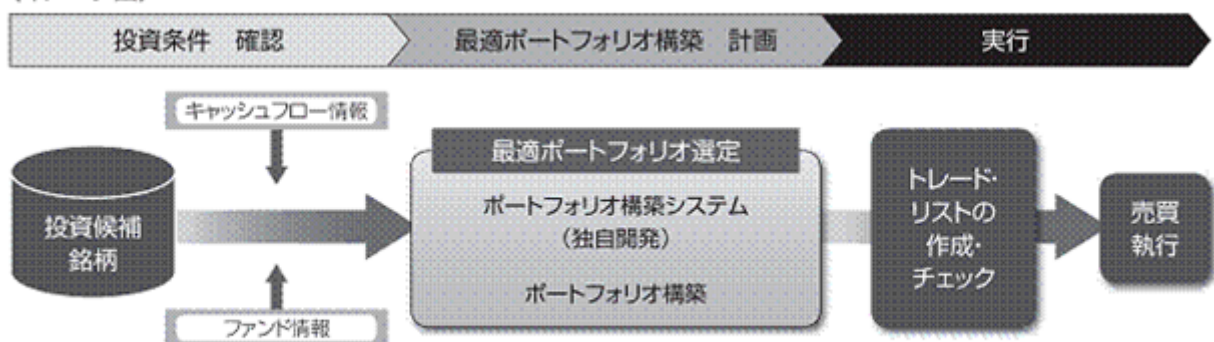 投資条件 確認
最適ポートフォリオ構築 計画
実行
キャッシュフロー情報
投資候補
銘柄
ファンド情報
最適ポートフォリオ選定
ポートフォリオ構築システム
(独自開発)
ポートフォリオ構築
トレード・
リストの
作成・
チェック
売買
執行